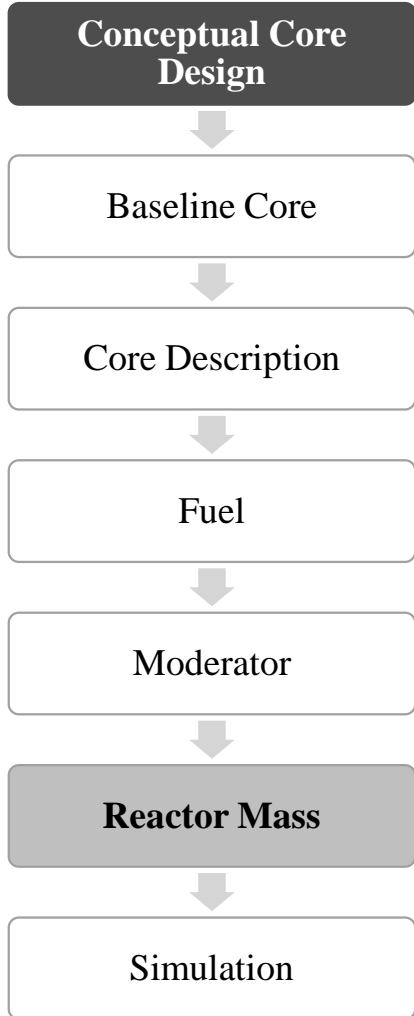 Conceptual Core
Design
Baseline Core
Core Description
Fuel
Moderator
Reactor Mass
Simulation